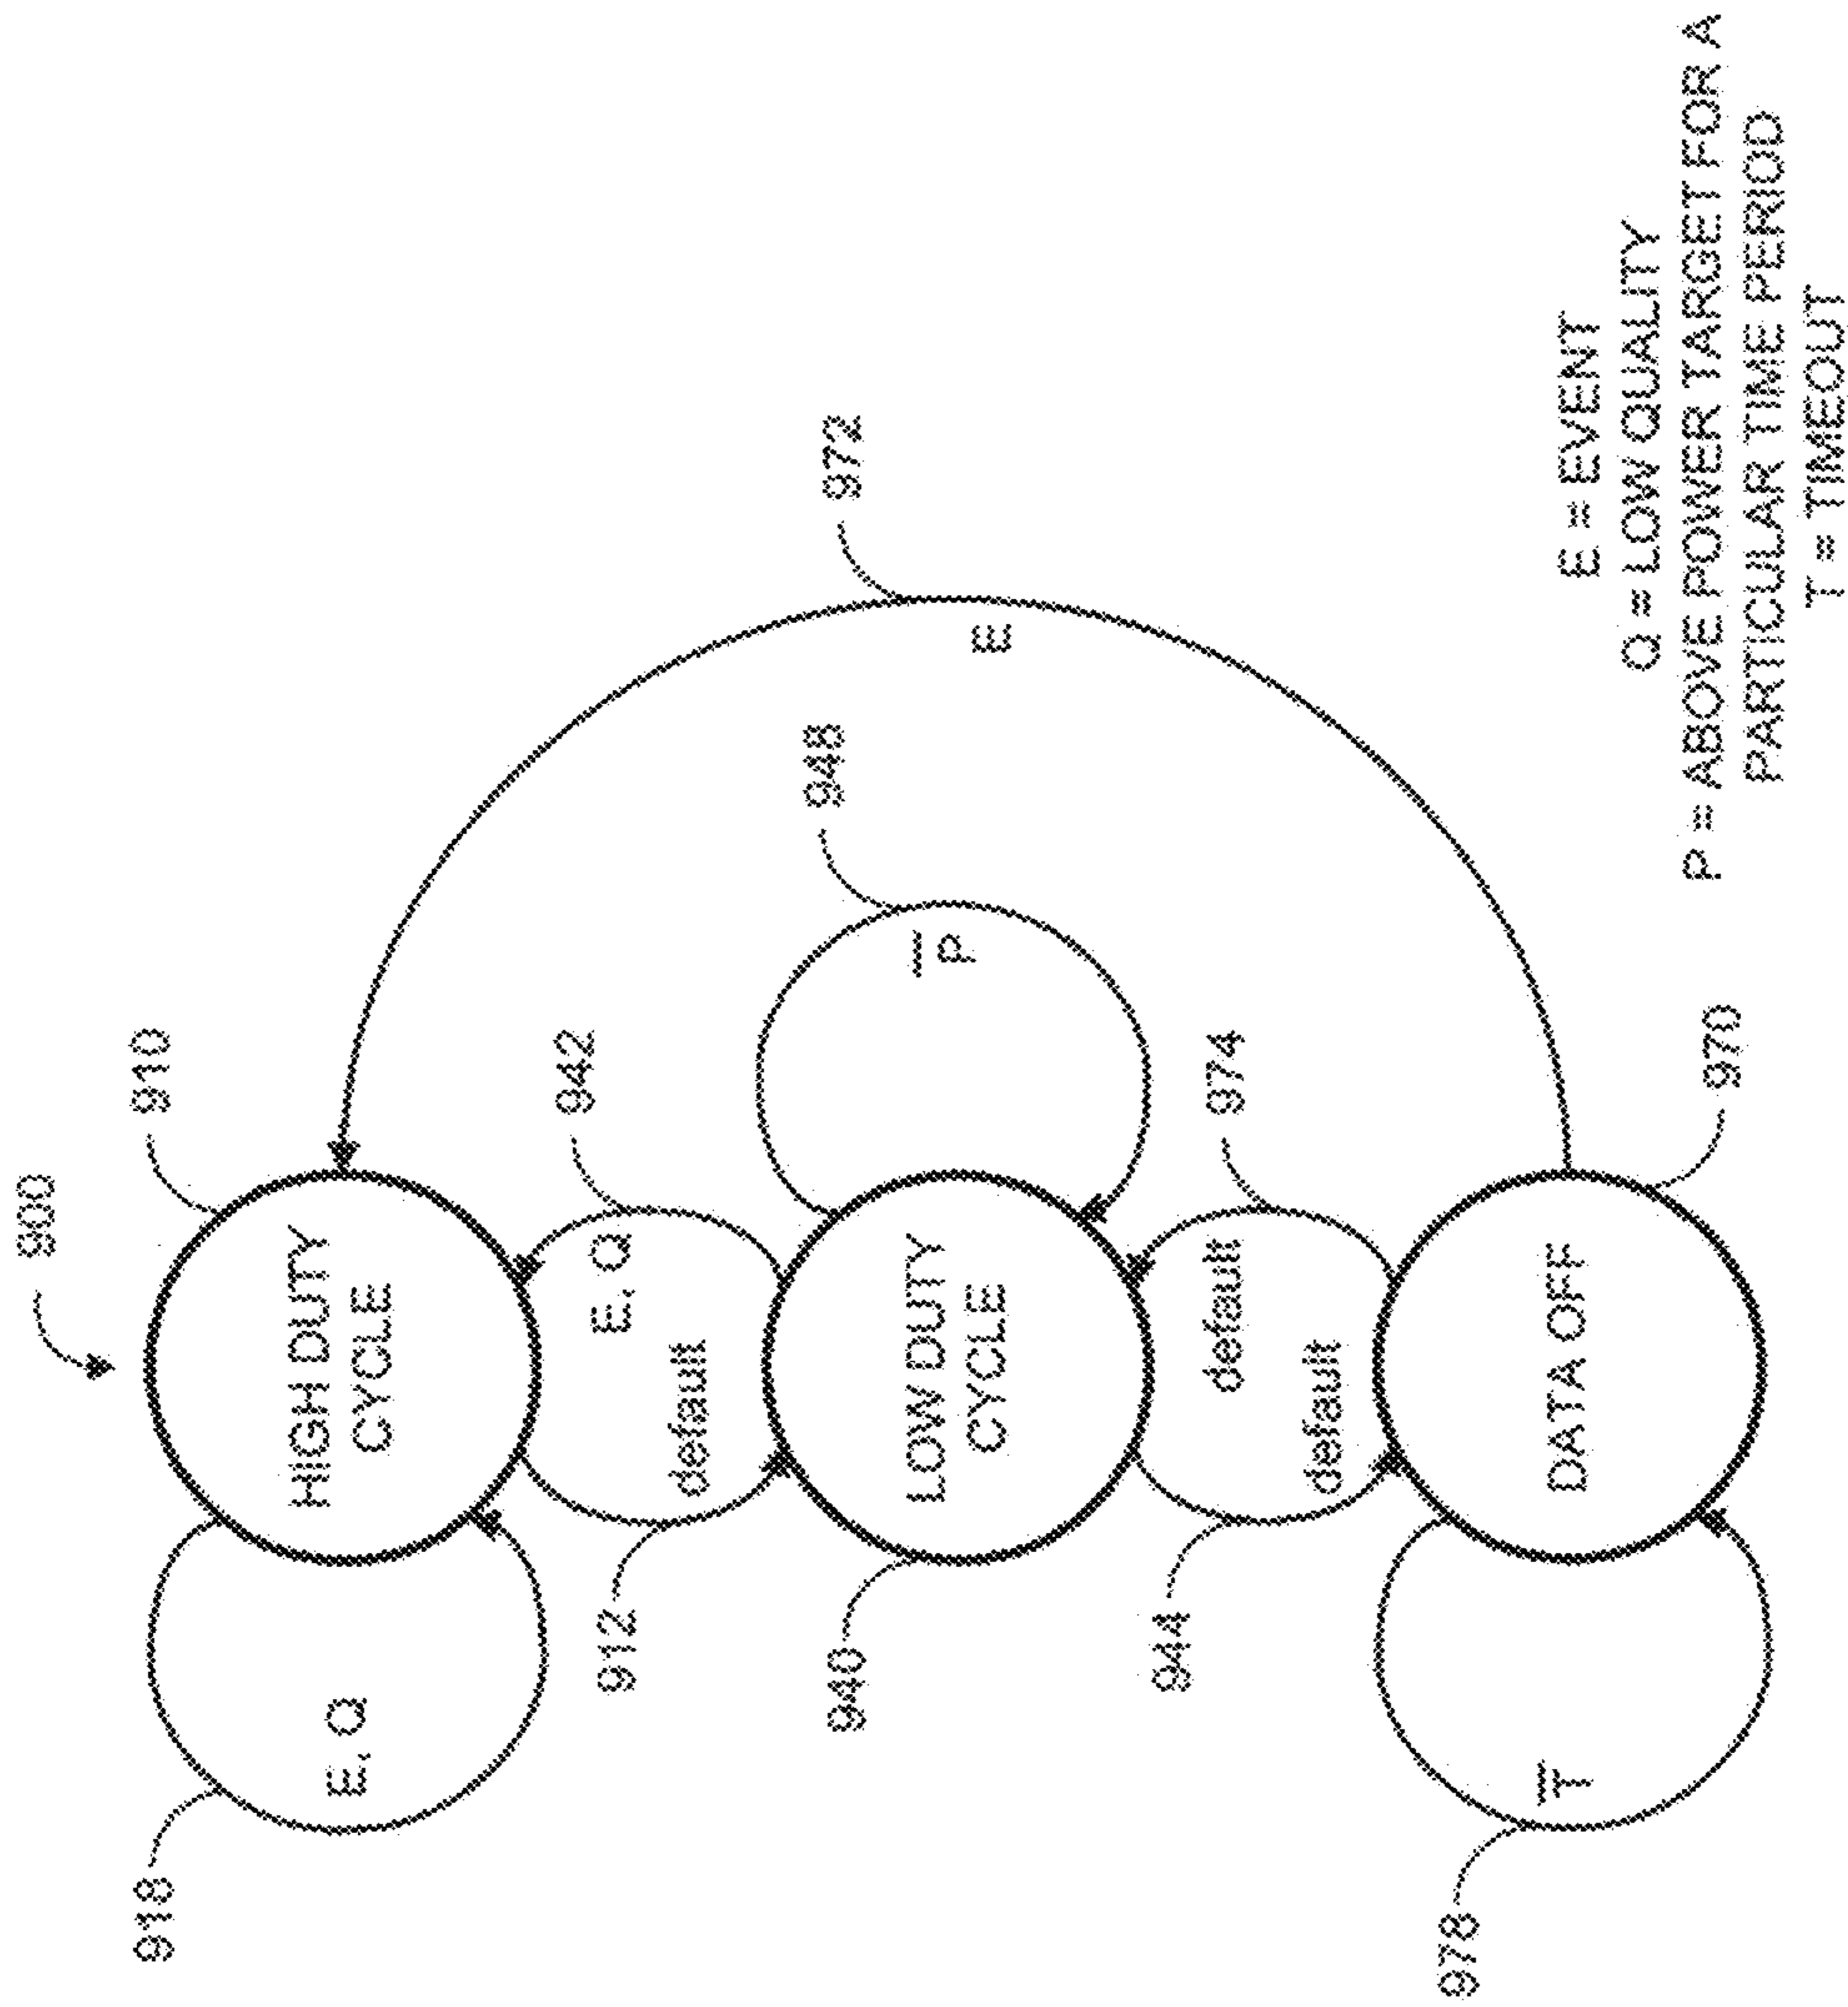 900
918
E, Q
HIGH DUTY
CYCLE
910
912
default
E, Q
942
940
LOW DUTY
CYCLE
P
948
E
972
944
default
default
974
978
T
DATA OFF
970
E = EVENT
Q = LOW QUALITY
P = ABOVE POWER TARGET FOR A
PARTICULAR TIME PERIOD
T = TIMEOUT